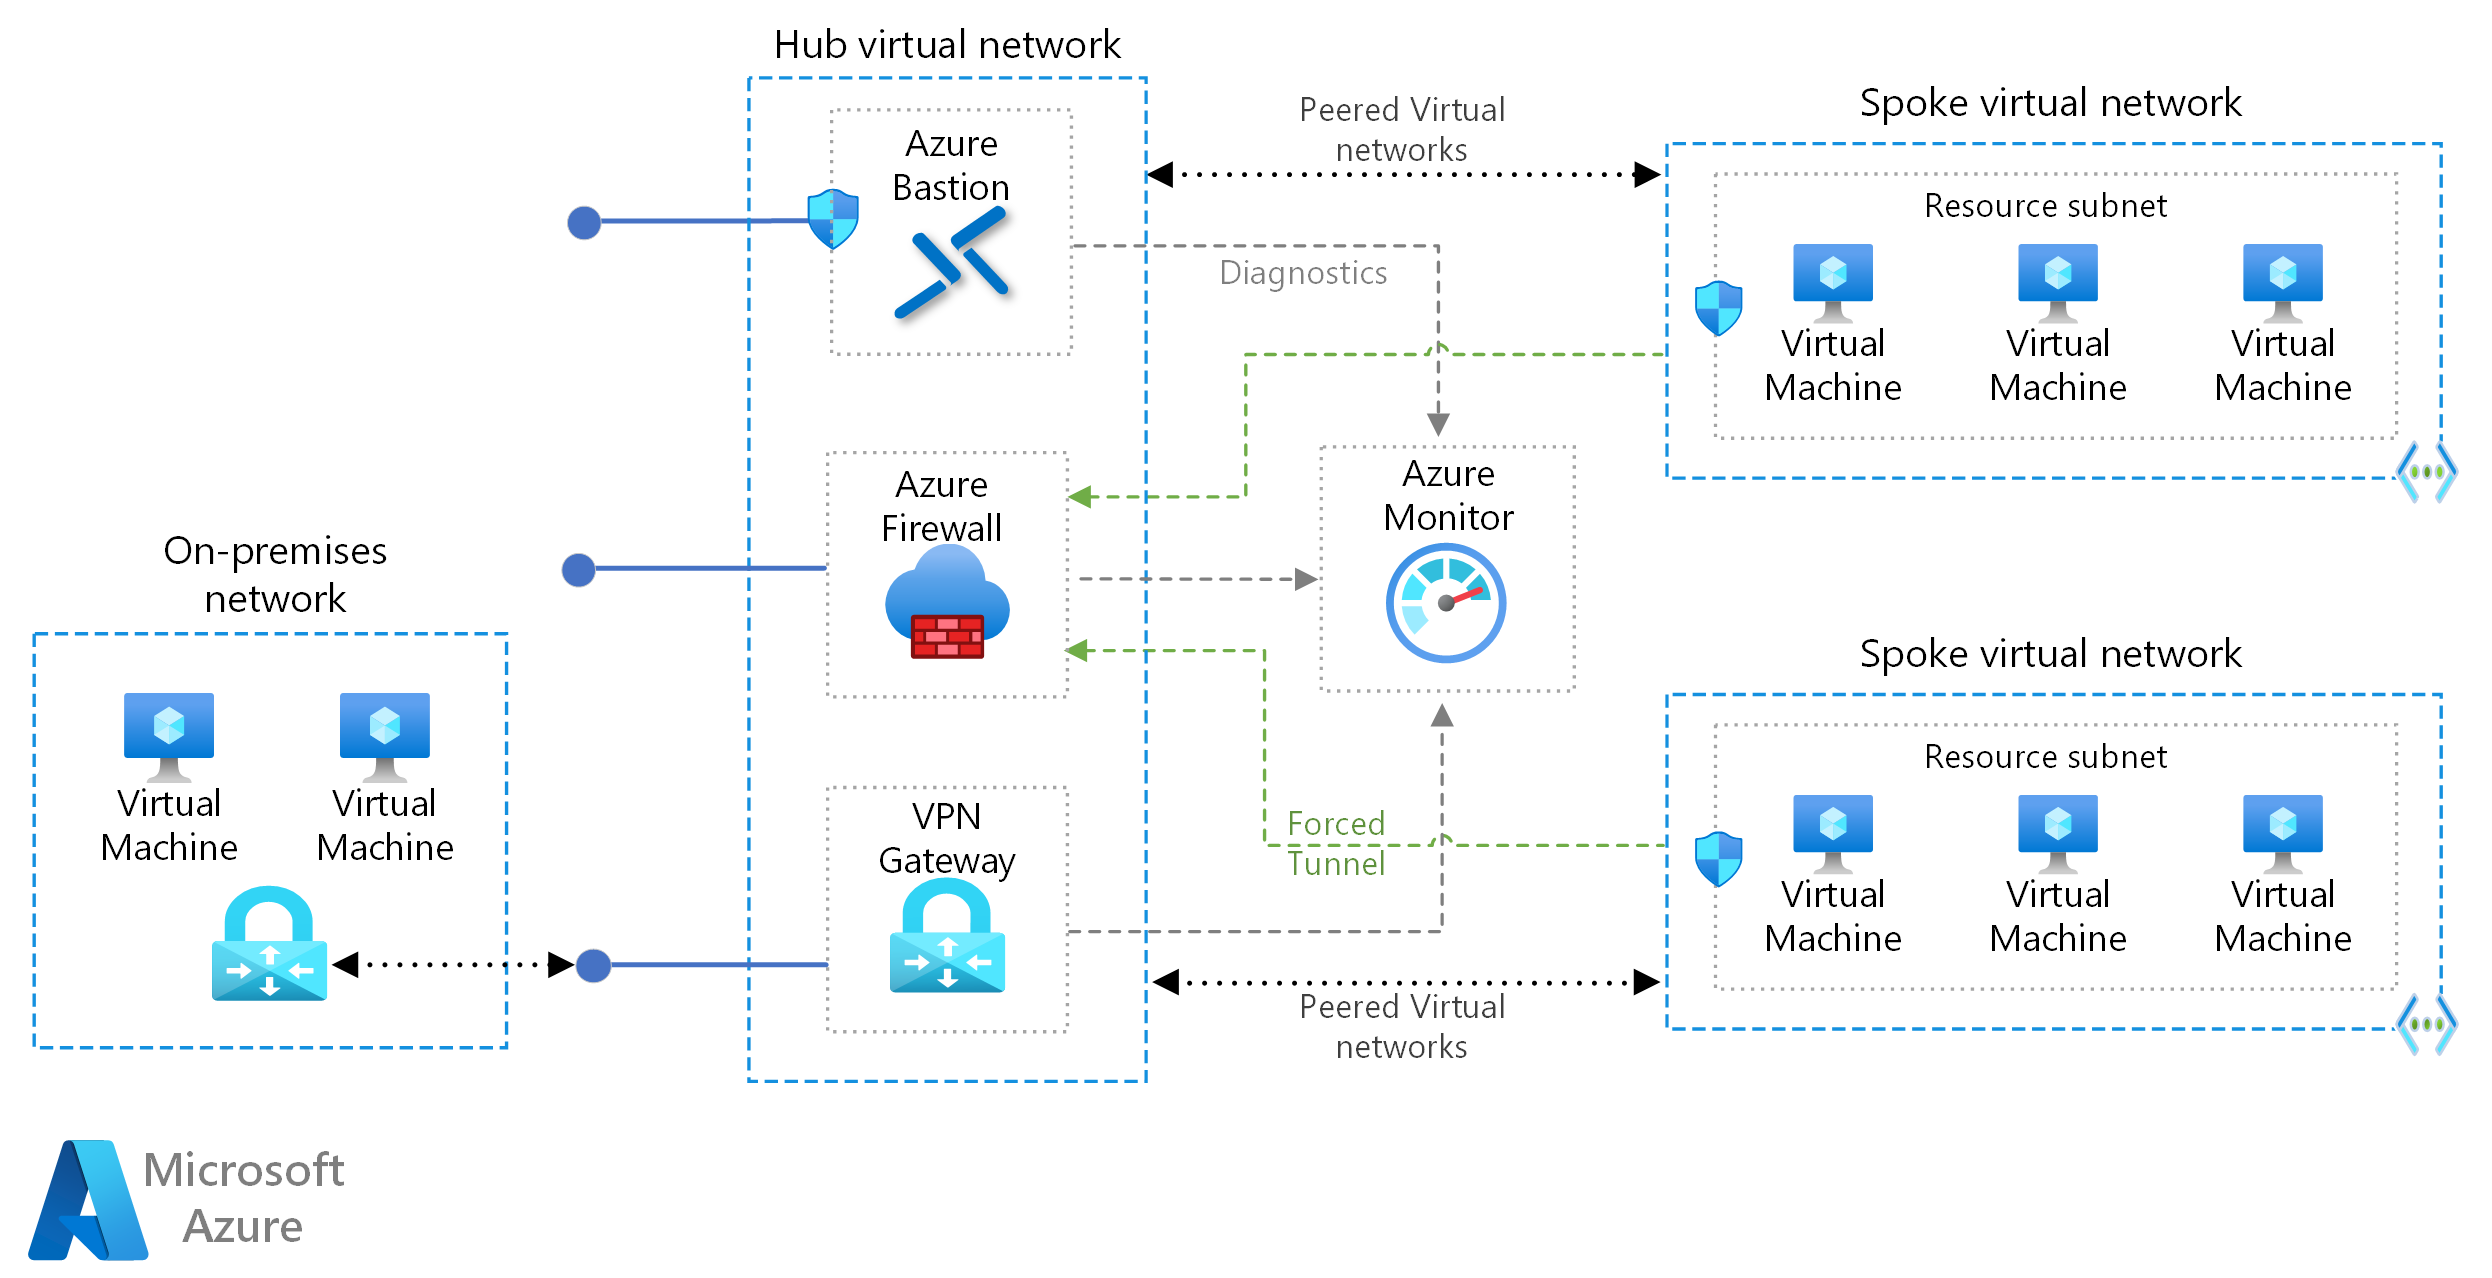 Hub virtual network
Azure
Bastion
Peered Virtual
networks
Diagnostics
Spoke virtual network
Resource subnet
Virtual
Machine
Virtual
Machine
Virtual
Machine
Azure
Firewall
Azure
Monitor
On-premises
network
Virtual
Machine
Virtual
Machine
VPN
Gateway
Forced
Tunnel
Peered Virtual
networks
Spoke virtual network
Resource subnet
Virtual
Machine
Virtual
Machine
Virtual
Machine
Microsoft
Azure